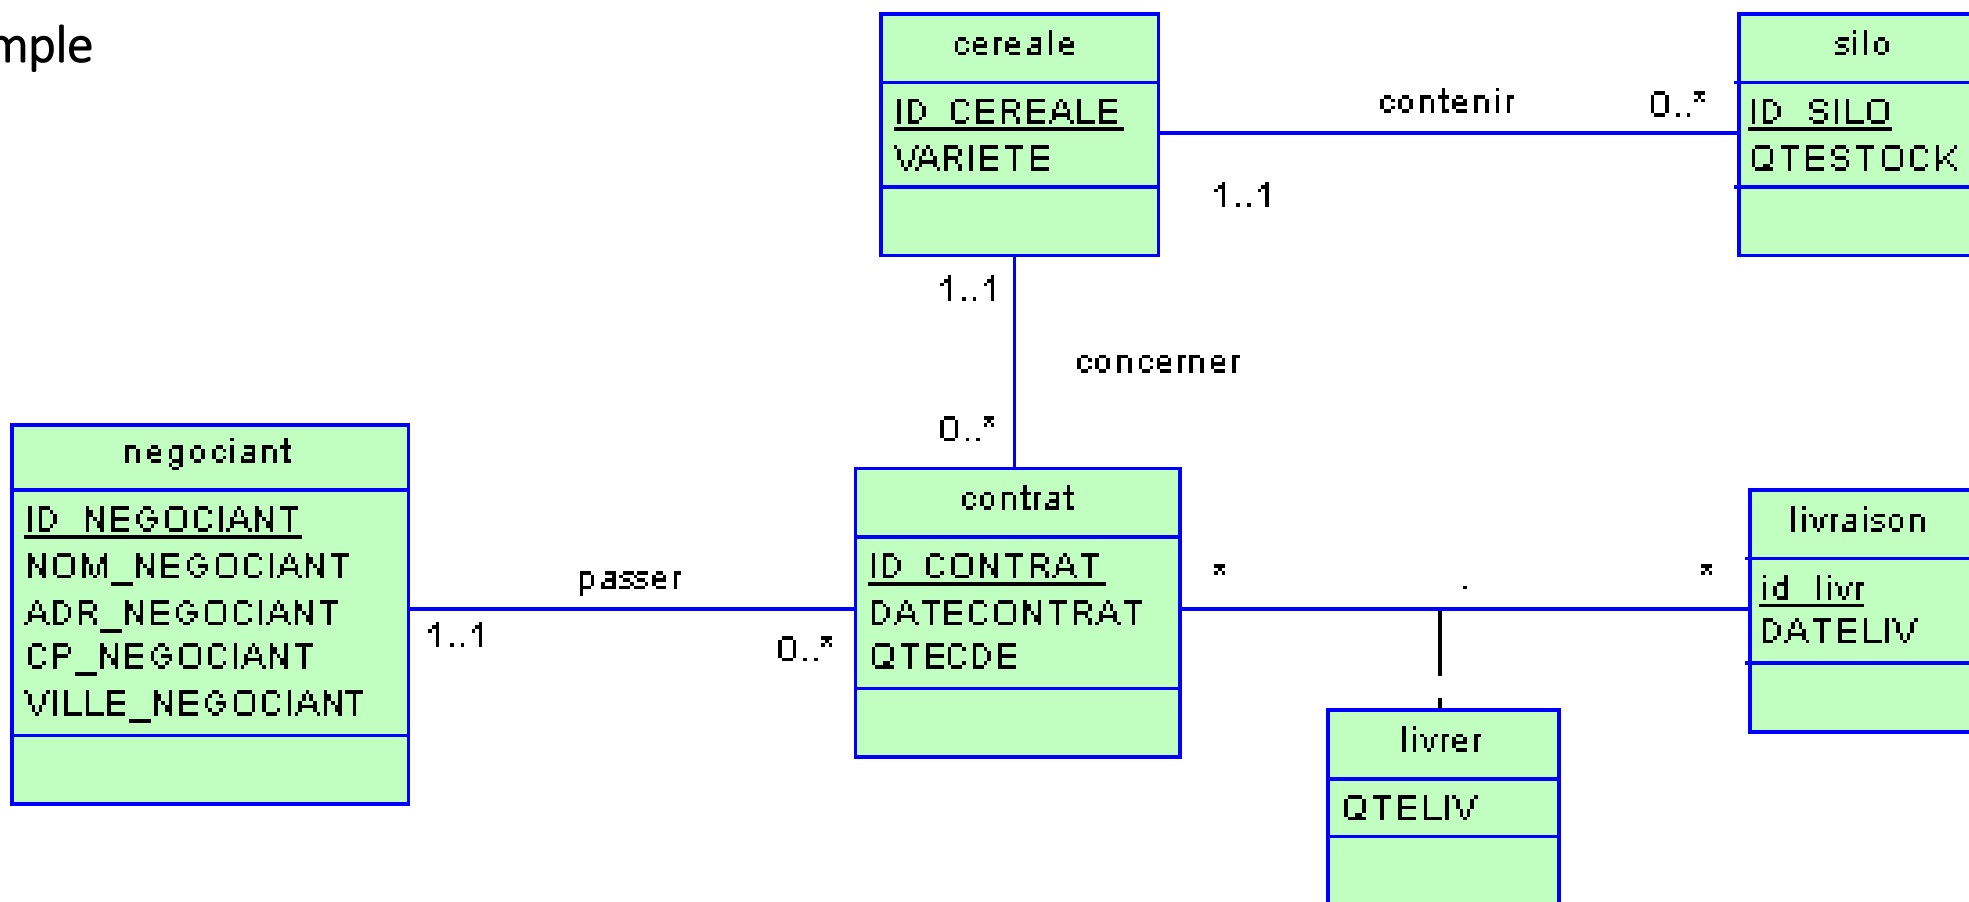 mple
cereale
ID_CEREALE
VARIETE
contenir
0..*
1..1
silo
ID_SILO
QTESTOCK
1..1
concerner
0..*
negociant
ID_NEGOCIANT
NOM_NEGOCIANT
ADR_NEGOCIANT
CP_NEGOCIANT
VILLE_NEGOCIANT
passer
1..1
0..*
contrat
ID_CONTRAT
DATECONTRAT
QTECDE
*
.
*
livraison
id_livr
DATELIV
livrer
QTELIV